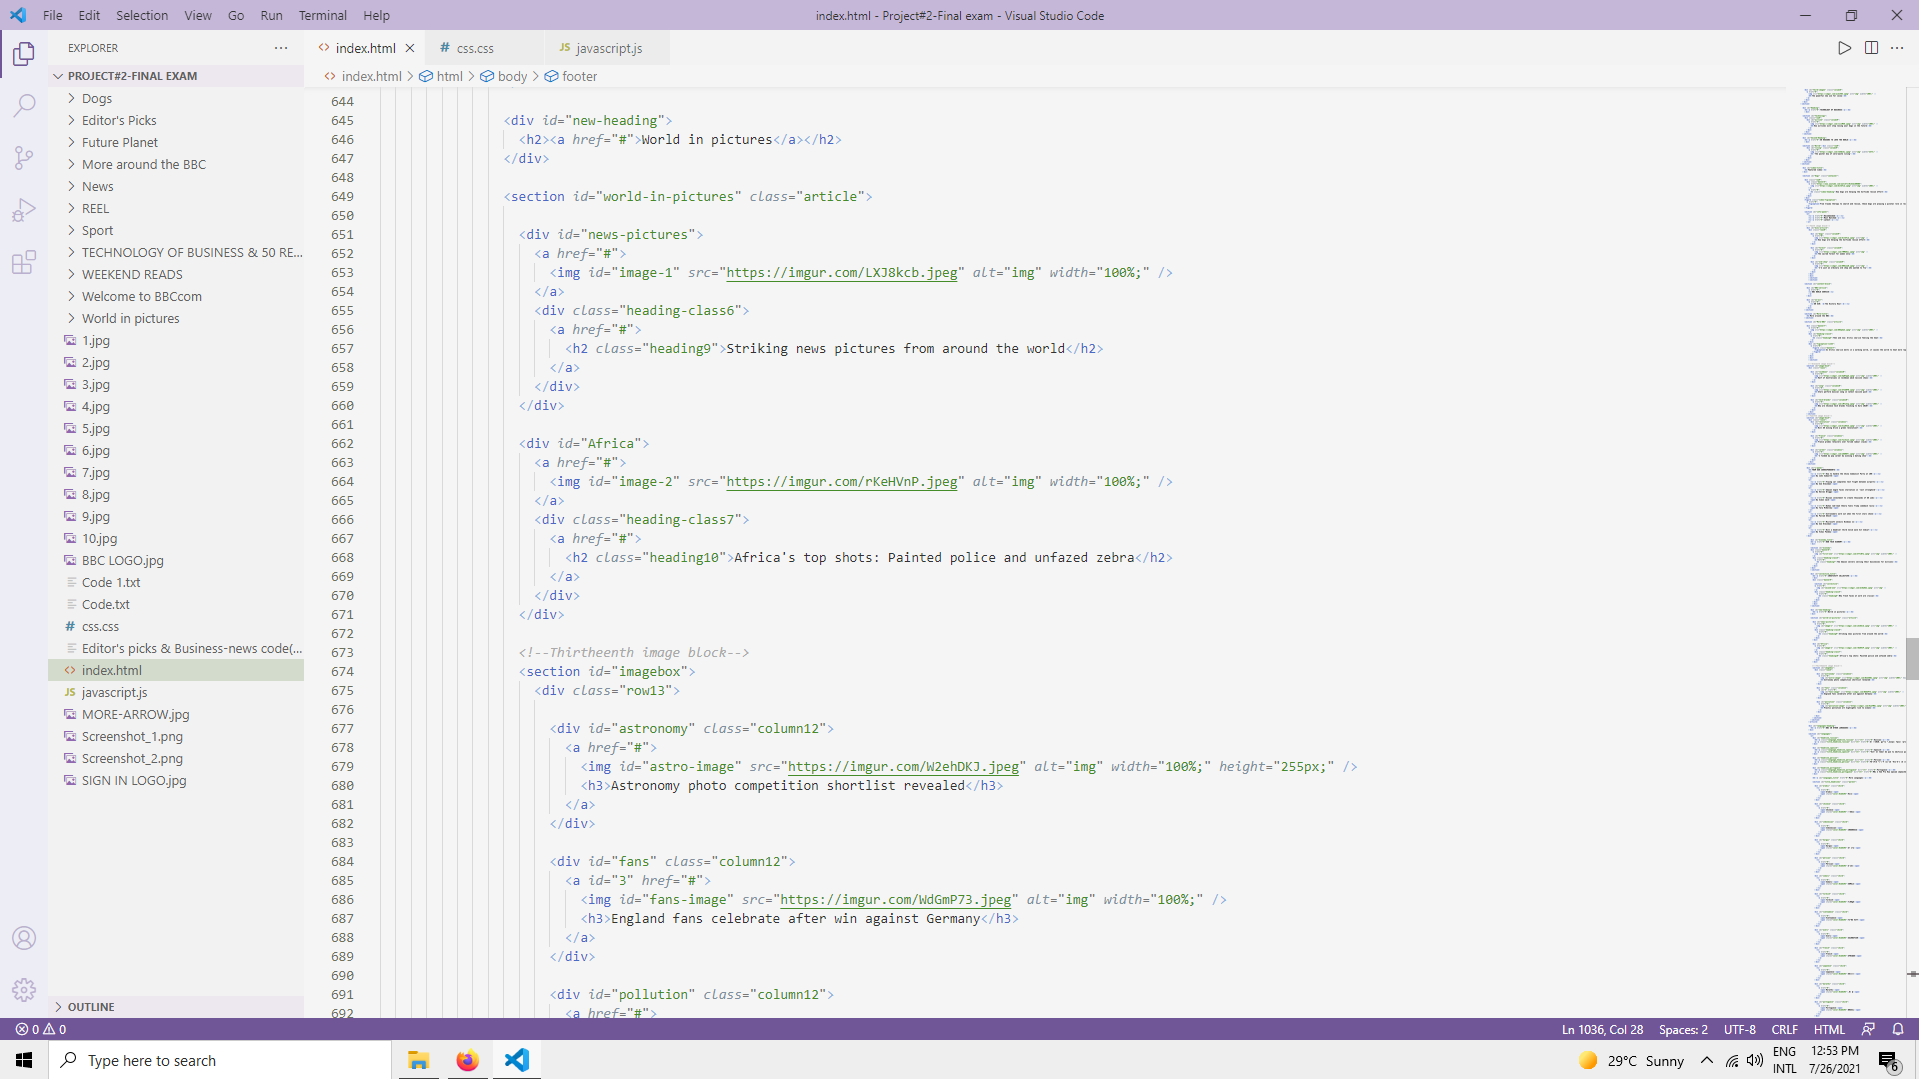 File Edit Selection View Go Run Terminal Help
index.html - Project#2-Final exam - Visual Studio Code
EXPLORER
PROJECT#2-FINAL EXAM
Dogs
Editor's Picks
Future Planet
More around the BBC
News
REEL
Sport
TECHNOLOGY OF BUSINESS & 50 RE...
WEEKEND READS
Welcome to BBCcom
World in pictures
1.jpg
2.jpg
3.jpg
4.jpg
5.jpg
6.jpg
7.jpg
8.jpg
9.jpg
10.jpg
BBC LOGO.jpg
Code 1.txt
Code.txt
# css.css
Editor's picks & Business-news code(...
<> index.html
JS javascript.js
MORE-ARROW.jpg
Screenshot_1.png
Screenshot_2.png
SIGN IN LOGO.jpg
OUTLINE
<> index.html # css.css JS javascript.js
<> index.html > html > body > footer
644
645 <div id="new-heading">
646 <h2><a href="#">World in pictures</a></h2>
647 </div>
648
649 <section id="world-in-pictures" class="article">
650
651 <div id="news-pictures">
652 <a href="#">
653 <img id="image-1" src="https://imgur.com/LXJ8kcb.jpeg" alt="img" width="100%;" />
654 </a>
655 <div class="heading-class6">
656 <a href="#">
657 <h2 class="heading9">Striking news pictures from around the world</h2>
658 </a>
659 </div>
660 </div>
661
662 <div id="Africa">
663 <a href="#">
664 <img id="image-2" src="https://imgur.com/rKeHVnP.jpeg" alt="img" width="100%;" />
665 </a>
666 <div class="heading-class7">
667 <a href="#">
668 <h2 class="heading10">Africa's top shots: Painted police and unfazed zebra</h2>
669 </a>
670 </div>
671 </div>
672
673 <!--Thirtheenth image block-->
674 <section id="imagebox">
675 <div class="row13">
676
677 <div id="astronomy" class="column12">
678 <a href="#">
679 <img id="astro-image" src="https://imgur.com/W2ehDKJ.jpeg" alt="img" width="100%;" height="255px;" />
680 <h3>Astronomy photo competition shortlist revealed</h3>
681 </a>
682 </div>
683
684 <div id="fans" class="column12">
685 <a id="3" href="#">
686 <img id="fans-image" src="https://imgur.com/WdGmP73.jpeg" alt="img" width="100%;" />
687 <h3>England fans celebrate after win against Germany</h3>
688 </a>
689 </div>
690
691 <div id="pollution" class="column12">
692 <a href="#">
0 0
Ln 1036, Col 28 Spaces: 2 UTF-8 CRLF HTML
Type here to search
29°C Sunny
ENG
INTL
12:53 PM
7/26/2021
6